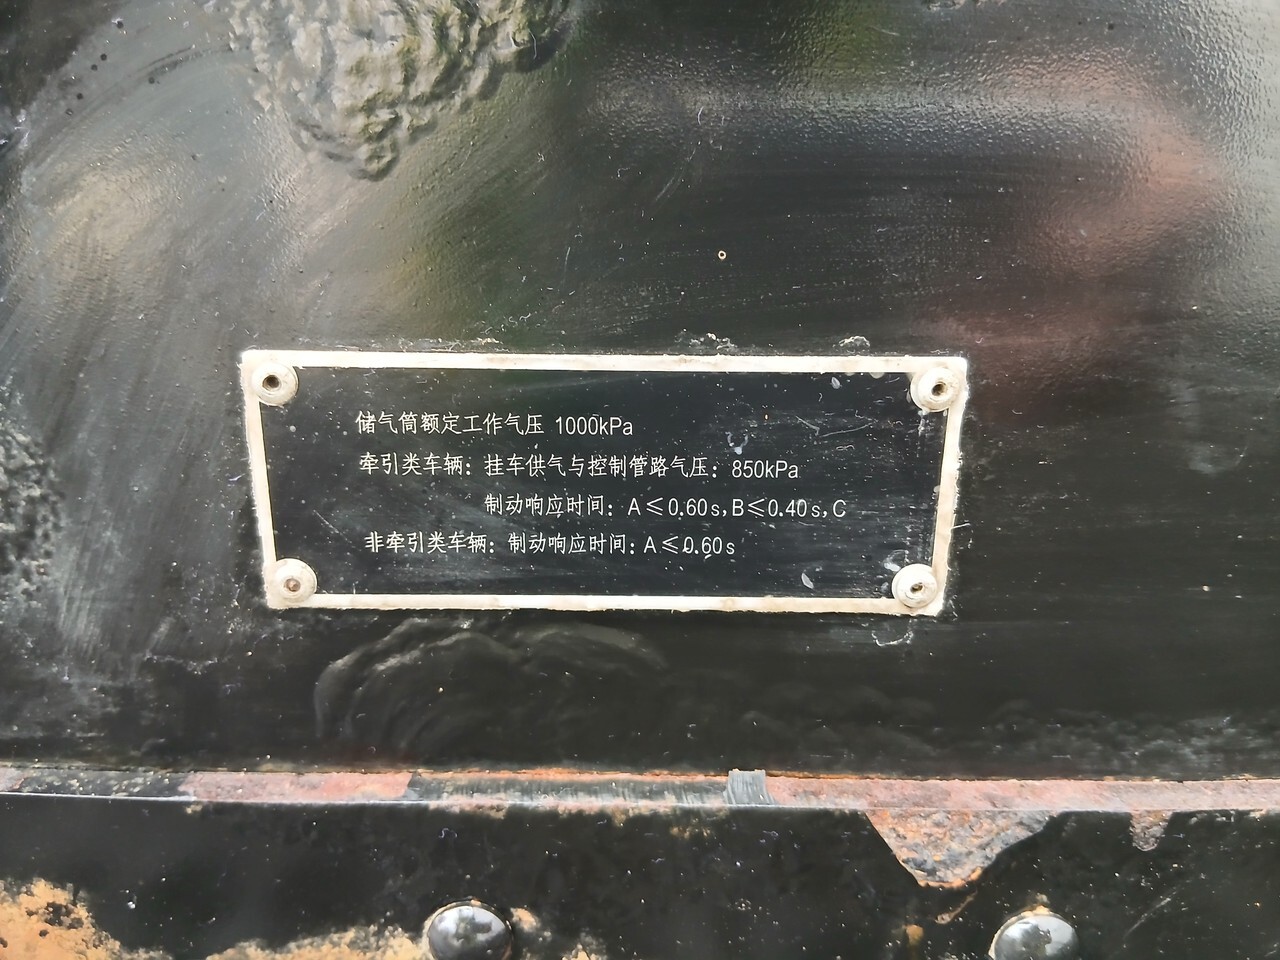 储气筒额定工作气压 1000kPa
牵引类车辆: 挂车供气与控制管路气压: 850kPa
制动响应时间: A≤0.60s,B≤0.40s,C
非牵引类车辆: 制动响应时间: A≤0.60s